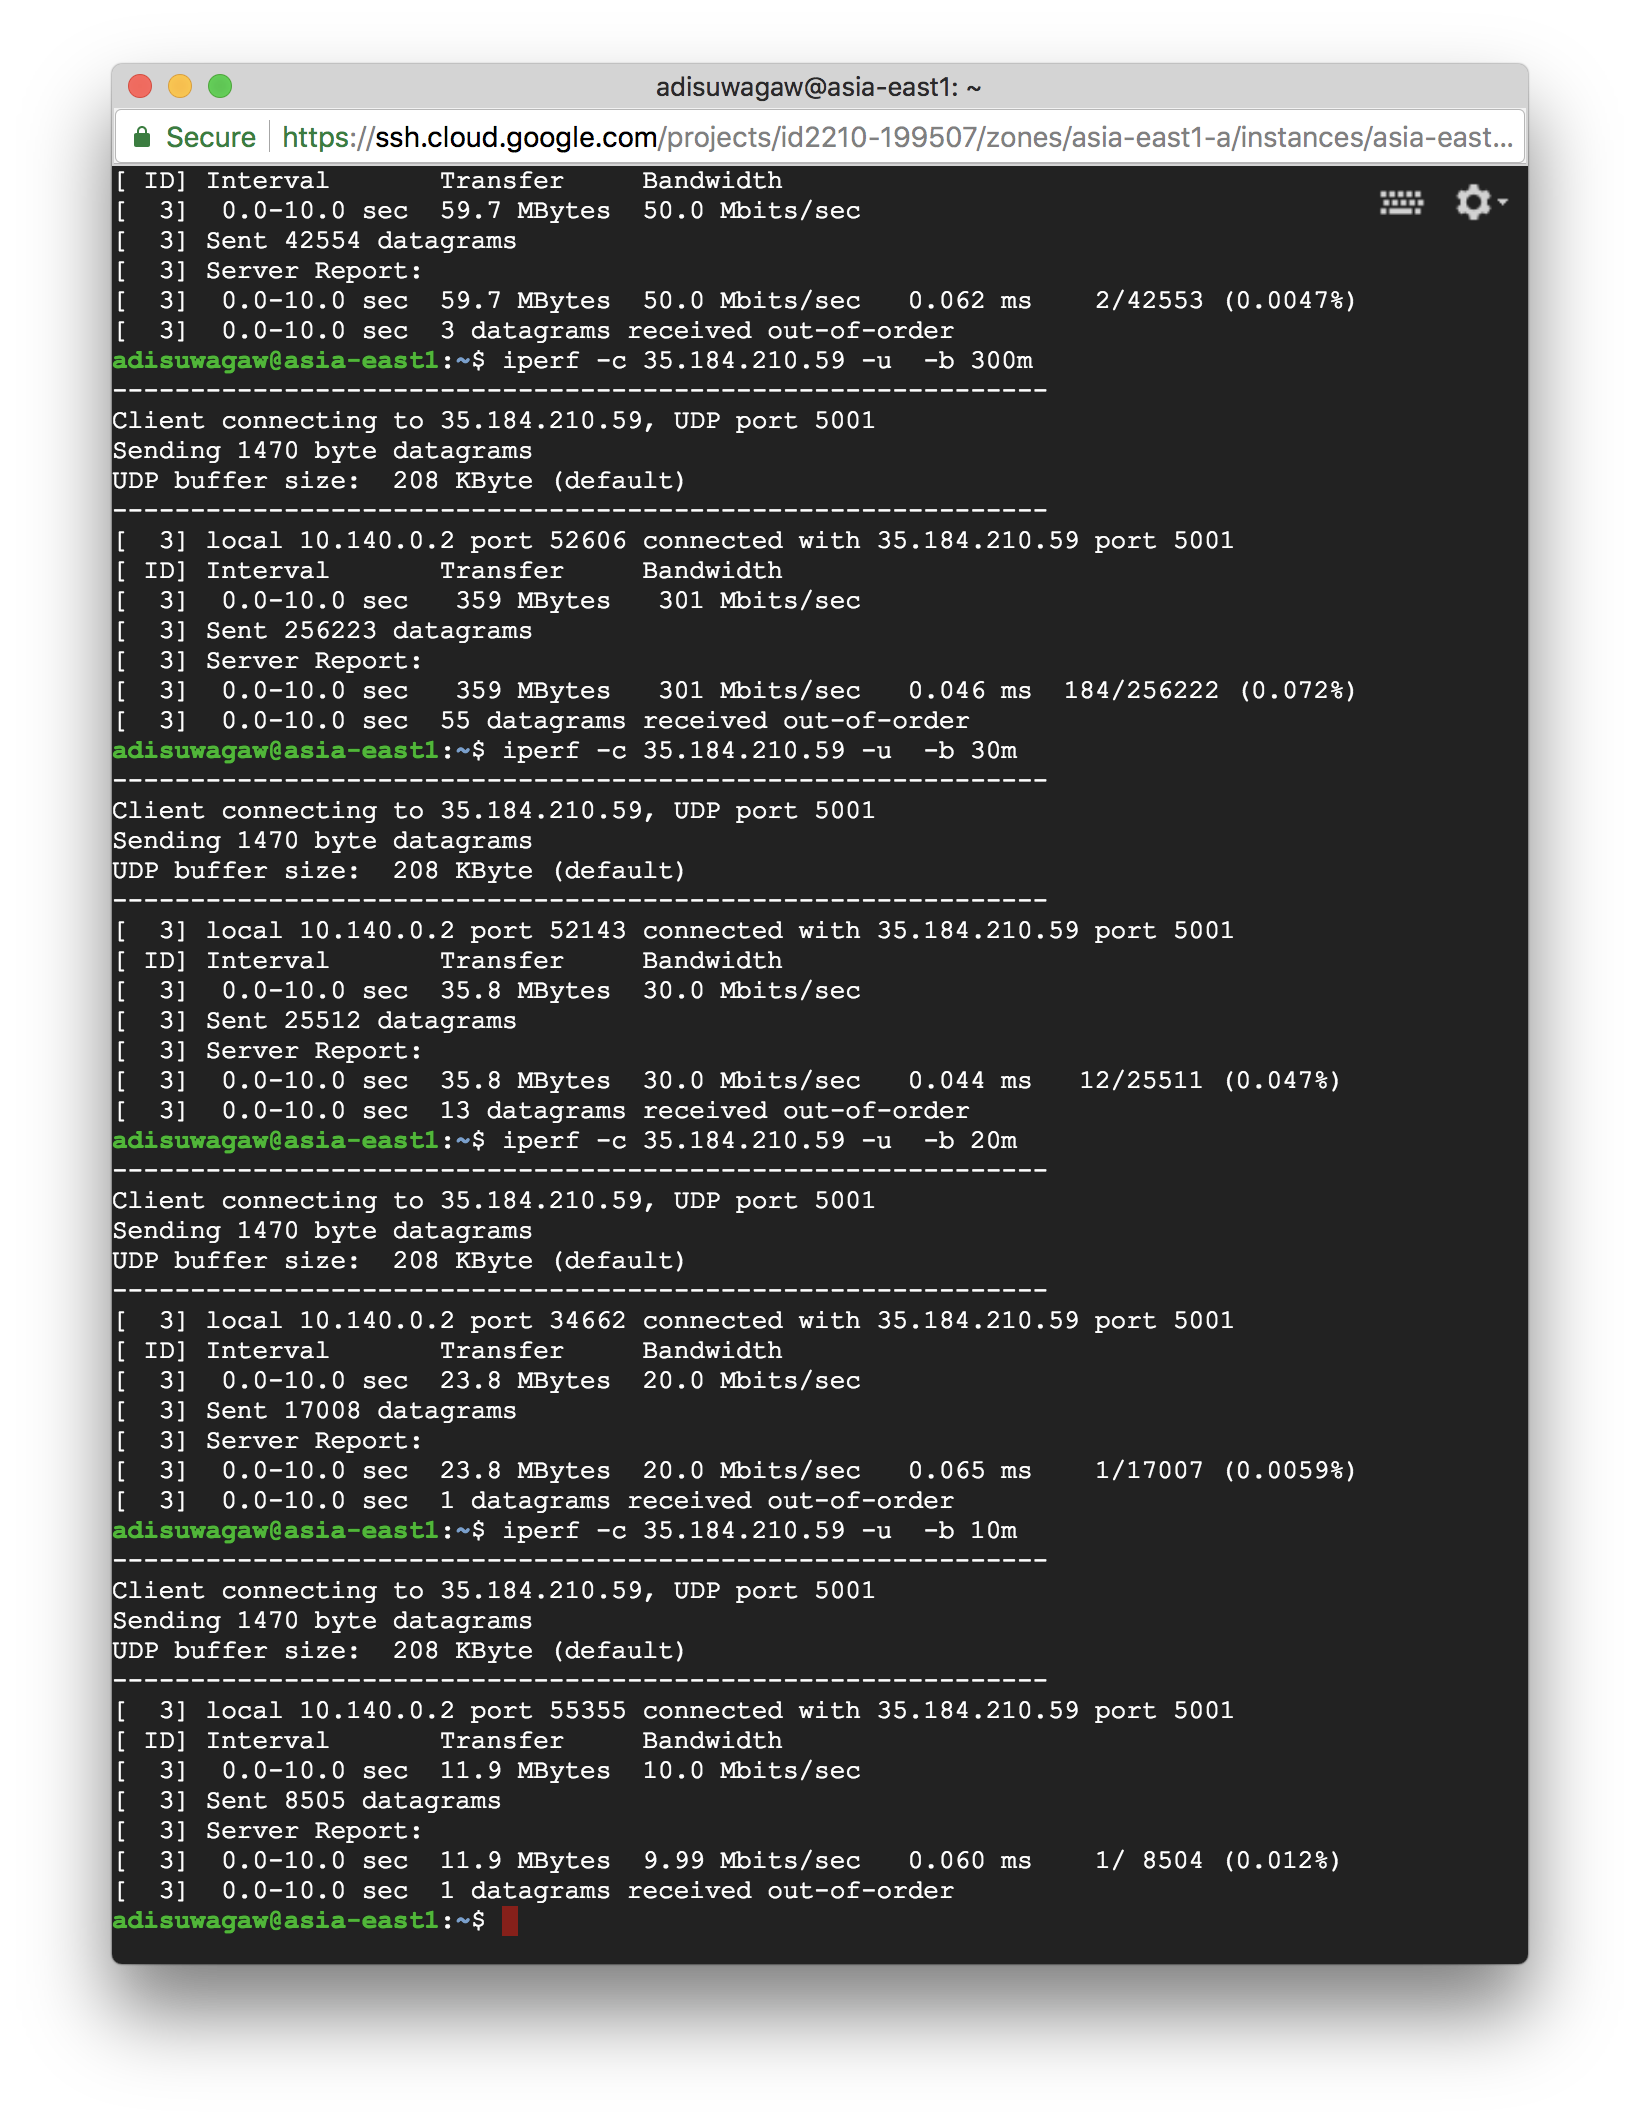 adisuwagaw@asia-east1: ~
Secure https://ssh.cloud.google.com/projects/id2210-199507/zones/asia-east1-a/instances/asia-east...
[ ID] Interval       Transfer     Bandwidth
[  3]  0.0-10.0 sec  59.7 MBytes  50.0 Mbits/sec
[  3] Sent 42554 datagrams
[  3] Server Report:
[  3]  0.0-10.0 sec  59.7 MBytes  50.0 Mbits/sec   0.062 ms    2/42553 (0.0047%)
[  3]  0.0-10.0 sec  3 datagrams received out-of-order
adisuwagaw@asia-east1:~$ iperf -c 35.184.210.59 -u  -b 300m
------------------------------------------------------------
Client connecting to 35.184.210.59, UDP port 5001
Sending 1470 byte datagrams
UDP buffer size:  208 KByte (default)
------------------------------------------------------------
[  3] local 10.140.0.2 port 52606 connected with 35.184.210.59 port 5001
[ ID] Interval       Transfer     Bandwidth
[  3]  0.0-10.0 sec   359 MBytes   301 Mbits/sec
[  3] Sent 256223 datagrams
[  3] Server Report:
[  3]  0.0-10.0 sec   359 MBytes   301 Mbits/sec   0.046 ms  184/256222 (0.072%)
[  3]  0.0-10.0 sec  55 datagrams received out-of-order
adisuwagaw@asia-east1:~$ iperf -c 35.184.210.59 -u  -b 30m
------------------------------------------------------------
Client connecting to 35.184.210.59, UDP port 5001
Sending 1470 byte datagrams
UDP buffer size:  208 KByte (default)
------------------------------------------------------------
[  3] local 10.140.0.2 port 52143 connected with 35.184.210.59 port 5001
[ ID] Interval       Transfer     Bandwidth
[  3]  0.0-10.0 sec  35.8 MBytes  30.0 Mbits/sec
[  3] Sent 25512 datagrams
[  3] Server Report:
[  3]  0.0-10.0 sec  35.8 MBytes  30.0 Mbits/sec   0.044 ms   12/25511 (0.047%)
[  3]  0.0-10.0 sec  13 datagrams received out-of-order
adisuwagaw@asia-east1:~$ iperf -c 35.184.210.59 -u  -b 20m
------------------------------------------------------------
Client connecting to 35.184.210.59, UDP port 5001
Sending 1470 byte datagrams
UDP buffer size:  208 KByte (default)
------------------------------------------------------------
[  3] local 10.140.0.2 port 34662 connected with 35.184.210.59 port 5001
[ ID] Interval       Transfer     Bandwidth
[  3]  0.0-10.0 sec  23.8 MBytes  20.0 Mbits/sec
[  3] Sent 17008 datagrams
[  3] Server Report:
[  3]  0.0-10.0 sec  23.8 MBytes  20.0 Mbits/sec   0.065 ms    1/17007 (0.0059%)
[  3]  0.0-10.0 sec  1 datagrams received out-of-order
adisuwagaw@asia-east1:~$ iperf -c 35.184.210.59 -u  -b 10m
------------------------------------------------------------
Client connecting to 35.184.210.59, UDP port 5001
Sending 1470 byte datagrams
UDP buffer size:  208 KByte (default)
------------------------------------------------------------
[  3] local 10.140.0.2 port 55355 connected with 35.184.210.59 port 5001
[ ID] Interval       Transfer     Bandwidth
[  3]  0.0-10.0 sec  11.9 MBytes  10.0 Mbits/sec
[  3] Sent 8505 datagrams
[  3] Server Report:
[  3]  0.0-10.0 sec  11.9 MBytes  9.99 Mbits/sec   0.060 ms    1/ 8504 (0.012%)
[  3]  0.0-10.0 sec  1 datagrams received out-of-order
adisuwagaw@asia-east1:~$